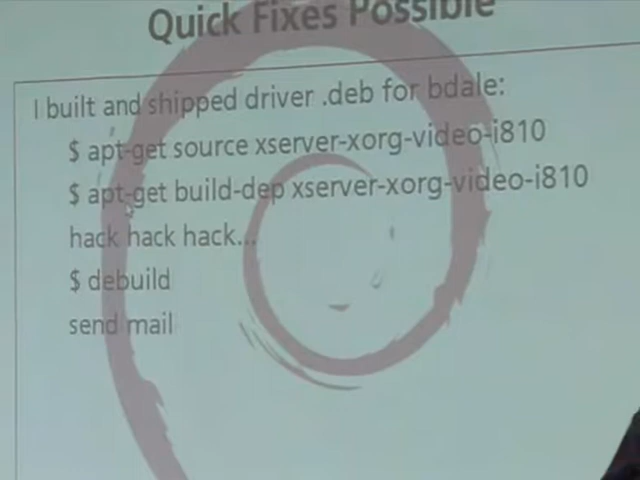 Quick Fixes Possible
I built and shipped driver .deb for bdale:
$ apt-get source xserver-xorg-video-i810
$ apt-get build-dep xserver-xorg-video-i810
hack hack hack...
$ debuild
send mail